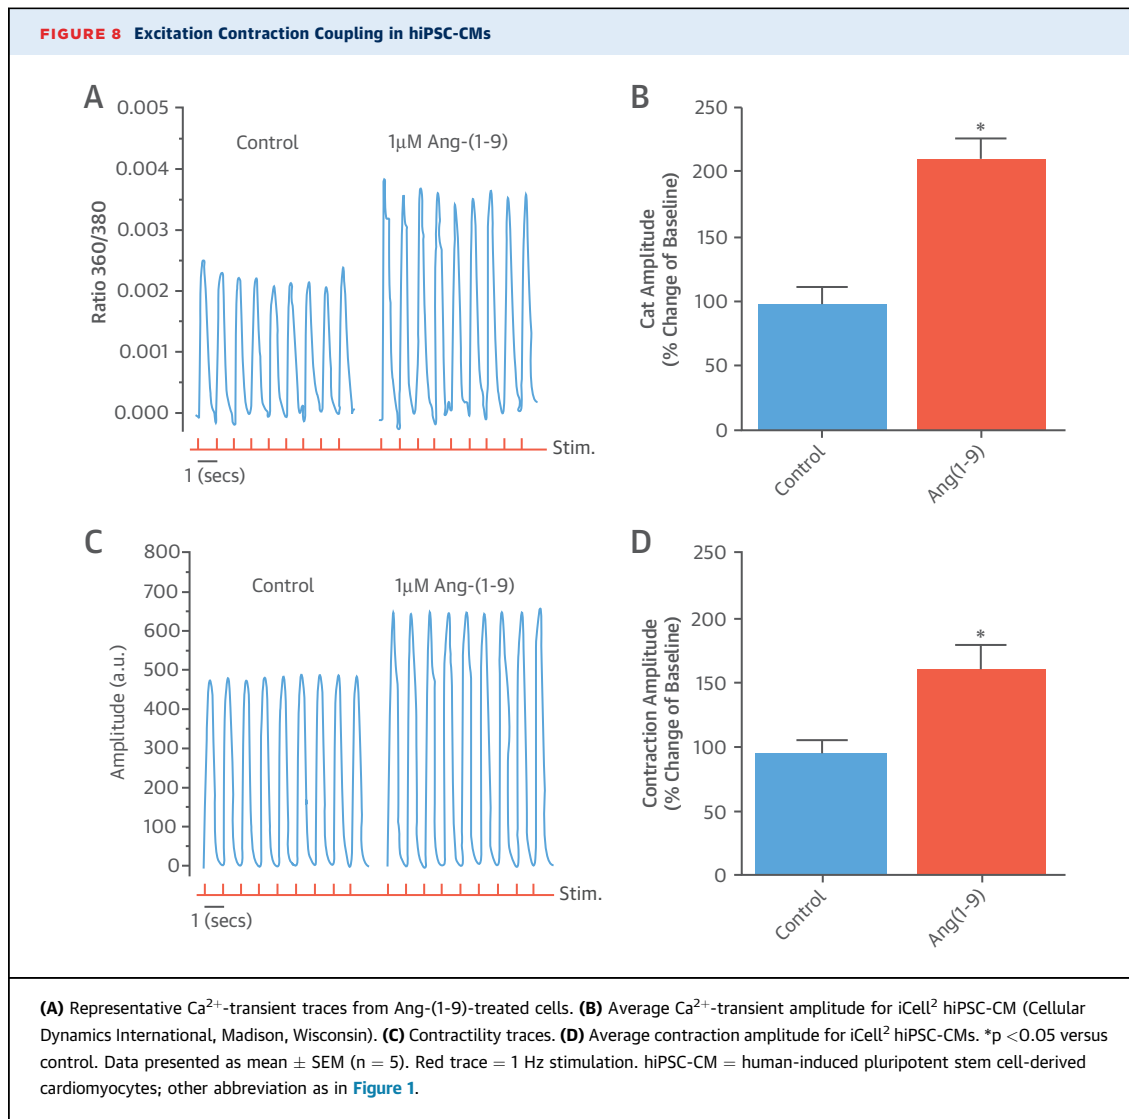 FIGURE 8 Excitation Contraction Coupling in hiPSC-CMs
A
0.005
0.004
0.003
0.002
0.001
0.000
Ratio 360/380
Control
1μM Ang-(1-9)
Stim.
1 (secs)
B
250
200
150
100
50
0
Cat Amplitude
(% Change of Baseline)
*
Control
Ang(1-9)
C
800
700
600
500
400
300
200
100
0
Amplitude (a.u.)
Control
1μM Ang-(1-9)
Stim.
1 (secs)
D
250
200
150
100
50
0
Contraction Amplitude
(% Change of Baseline)
*
Control
Ang(1-9)
(A) Representative Ca²⁺-transient traces from Ang-(1-9)-treated cells. (B) Average Ca²⁺-transient amplitude for iCell² hiPSC-CM (Cellular
Dynamics International, Madison, Wisconsin). (C) Contractility traces. (D) Average contraction amplitude for iCell² hiPSC-CMs. *p <0.05 versus
control. Data presented as mean ± SEM (n = 5). Red trace = 1 Hz stimulation. hiPSC-CM = human-induced pluripotent stem cell-derived
cardiomyocytes; other abbreviation as in Figure 1.